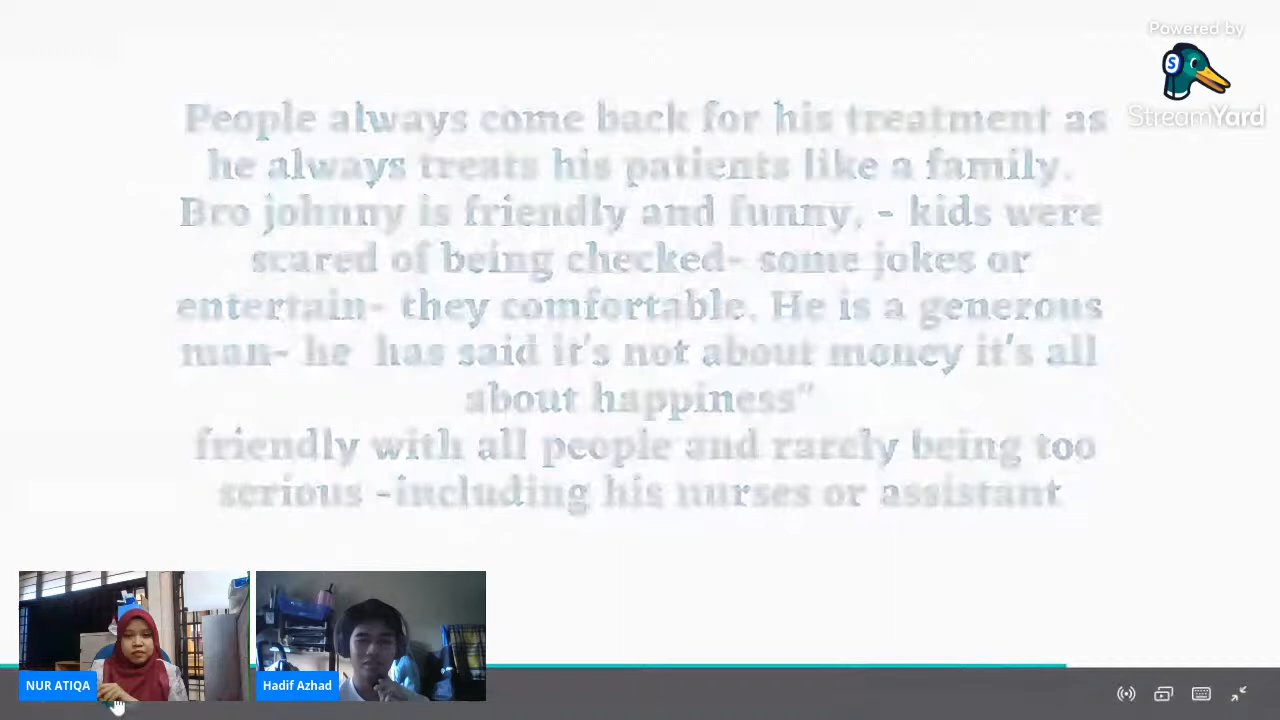 Powered by
StreamYard
People always come back for his treatment as
he always treats his patients like a family.
Bro johnny is friendly and funny. - kids were
scared of being checked- some jokes or
entertain- they comfortable. He is a generous
man- he has said it's not about money it's all
about happiness"
friendly with all people and rarely being too
serious -including his nurses or assistant
NUR ATIQA
Hadif Azhad